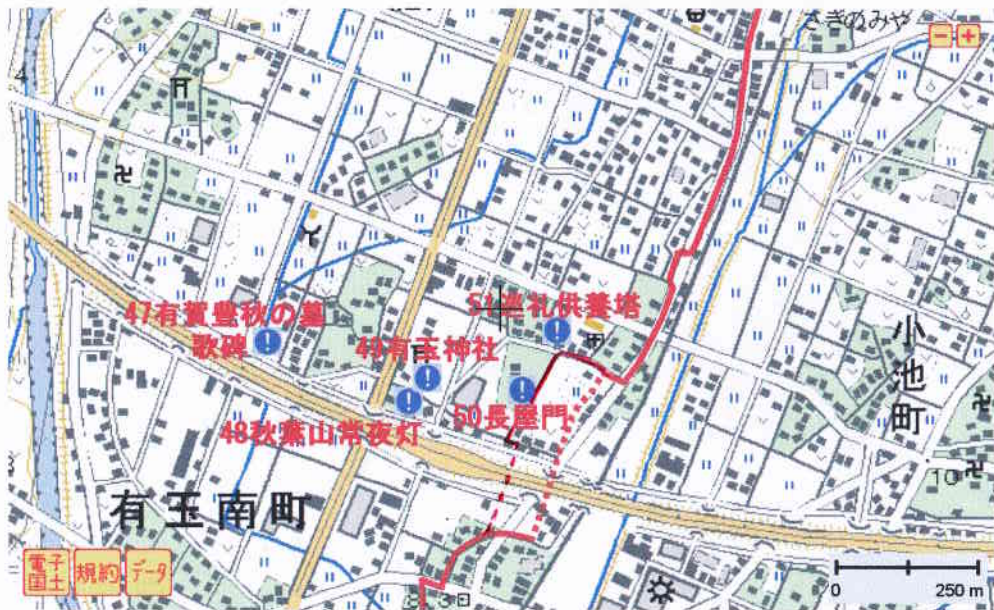 さぎのみや
47有賀豊秋の墓
歌碑
51巡礼供養塔
49有玉神社
50長屋門
48秋葉山常夜灯
小池町
有玉南町
10
電子国土
規約
データ
0
250 m